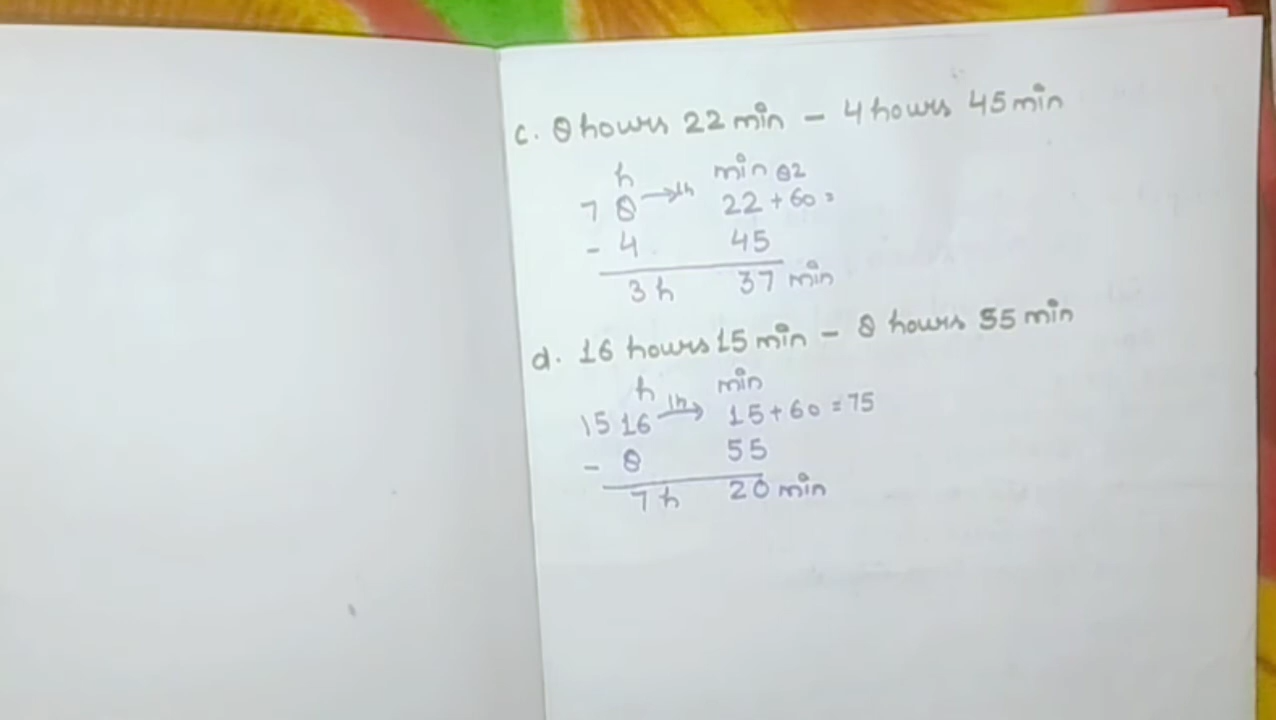 c. 8 hours 22 min - 4 hours 45 min
h min 82
7 8 →1h 22 + 60 =
- 4 45
3 h 37 min
d. 16 hours 15 min - 8 hours 55 min
h min
15 16 1h→ 15 + 60 = 75
- 8 55
7 h 20 min